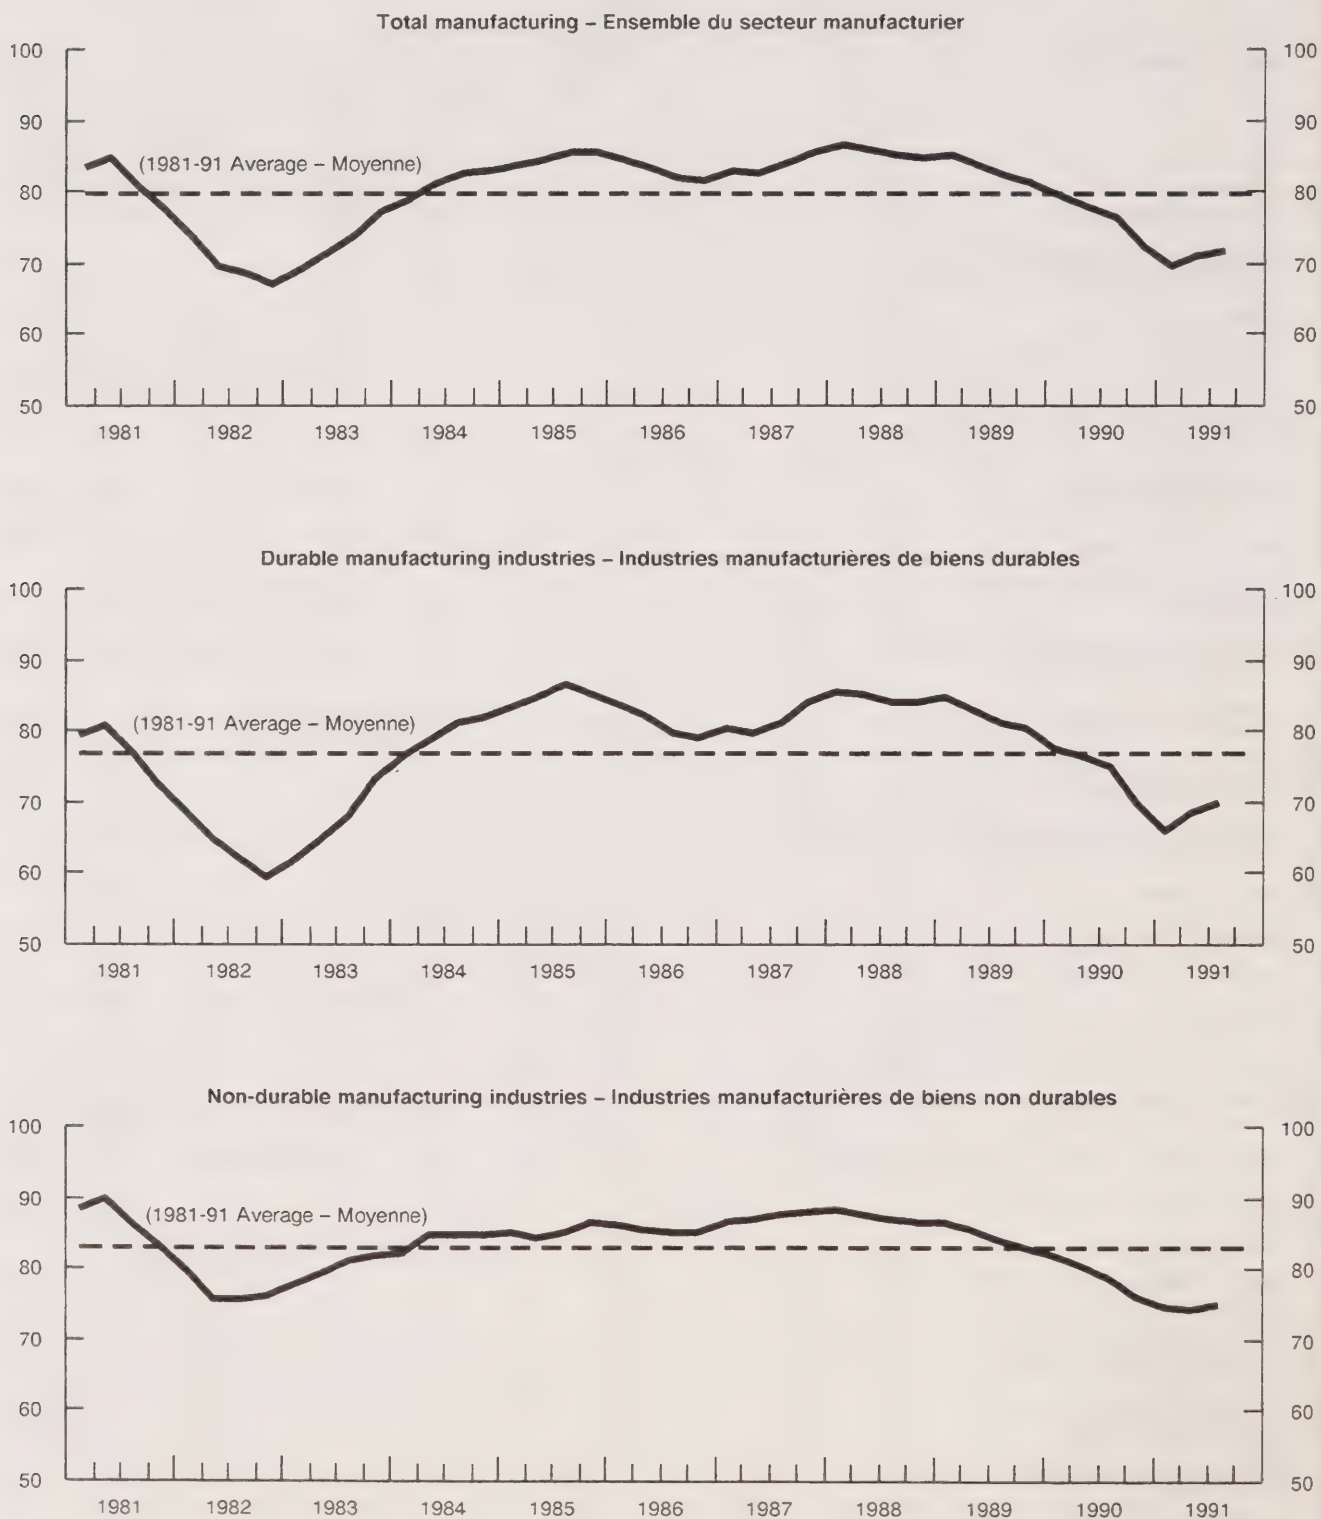 Total manufacturing – Ensemble du secteur manufacturier
100 100
90 90
(1981-91 Average – Moyenne)
80 80
70 70
60 60
50 50
1981 1982 1983 1984 1985 1986 1987 1988 1989 1990 1991
Durable manufacturing industries – Industries manufacturières de biens durables
100 100
90 90
(1981-91 Average – Moyenne)
80 80
70 70
60 60
50 50
1981 1982 1983 1984 1985 1986 1987 1988 1989 1990 1991
Non-durable manufacturing industries – Industries manufacturières de biens non durables
100 100
90 90
(1981-91 Average – Moyenne)
80 80
70 70
60 60
50 50
1981 1982 1983 1984 1985 1986 1987 1988 1989 1990 1991